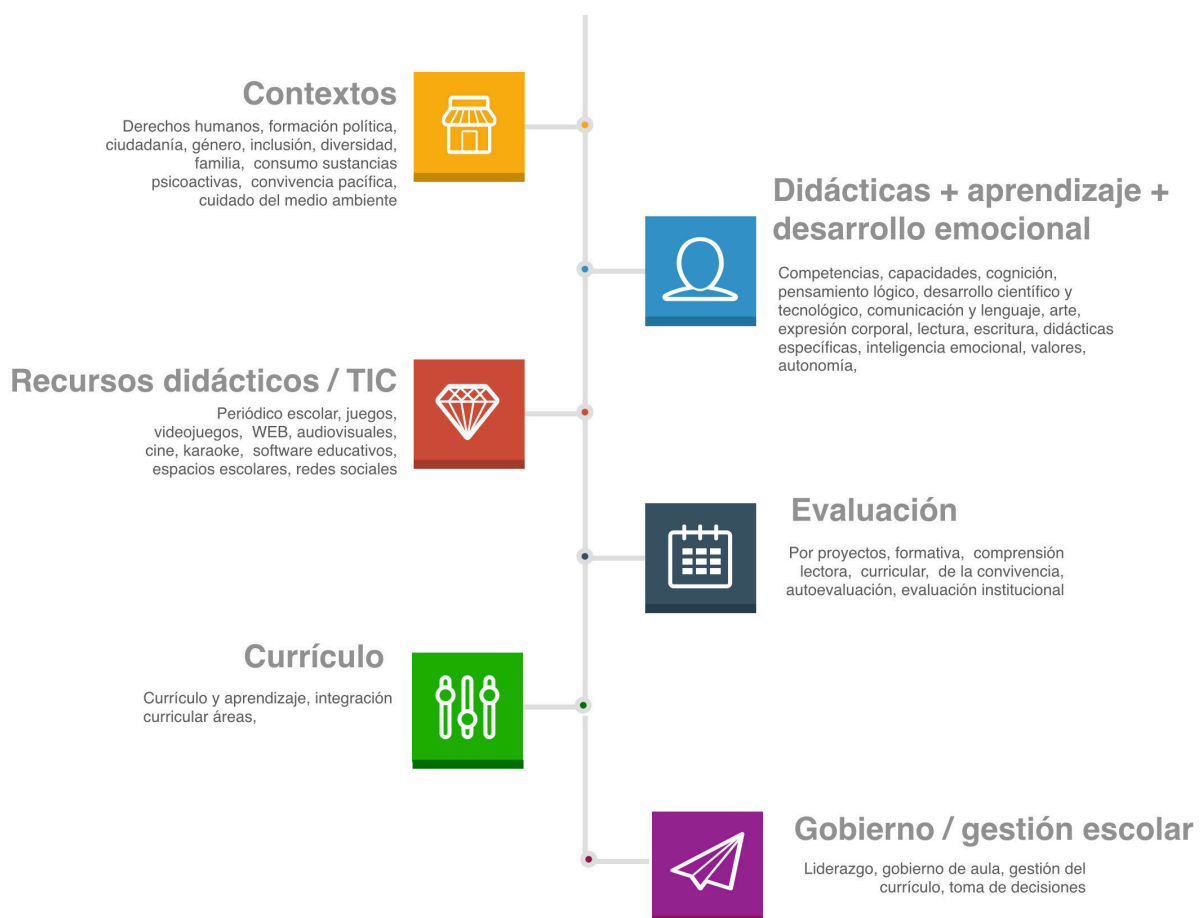 Contextos
Derechos humanos, formación política,
ciudadanía, género, inclusión, diversidad,
familia, consumo sustancias
psicoactivas, convivencia pacífica,
cuidado del medio ambiente
Didácticas + aprendizaje +
desarrollo emocional
Competencias, capacidades, cognición,
pensamiento lógico, desarrollo científico y
tecnológico, comunicación y lenguaje, arte,
expresión corporal, lectura, escritura, didácticas
específicas, inteligencia emocional, valores,
autonomía,
Recursos didácticos / TIC
Periódico escolar, juegos,
videojuegos, WEB, audiovisuales,
cine, karaoke, software educativos,
espacios escolares, redes sociales
Evaluación
Por proyectos, formativa, comprensión
lectora, curricular, de la convivencia,
autoevaluación, evaluación institucional
Currículo
Currículo y aprendizaje, integración
curricular áreas,
Gobierno / gestión escolar
Liderazgo, gobierno de aula, gestión del
currículo, toma de decisiones